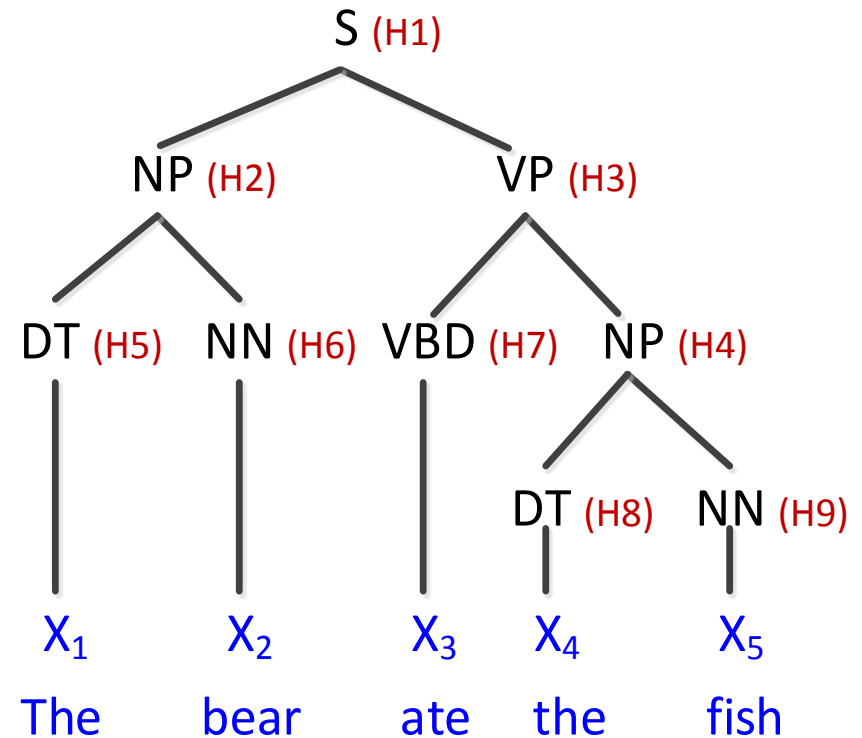 S (H1)
NP (H2) VP (H3)
DT (H5) NN (H6) VBD (H7) NP (H4)
DT (H8) NN (H9)
X₁ X₂ X₃ X₄ X₅
The bear ate the fish